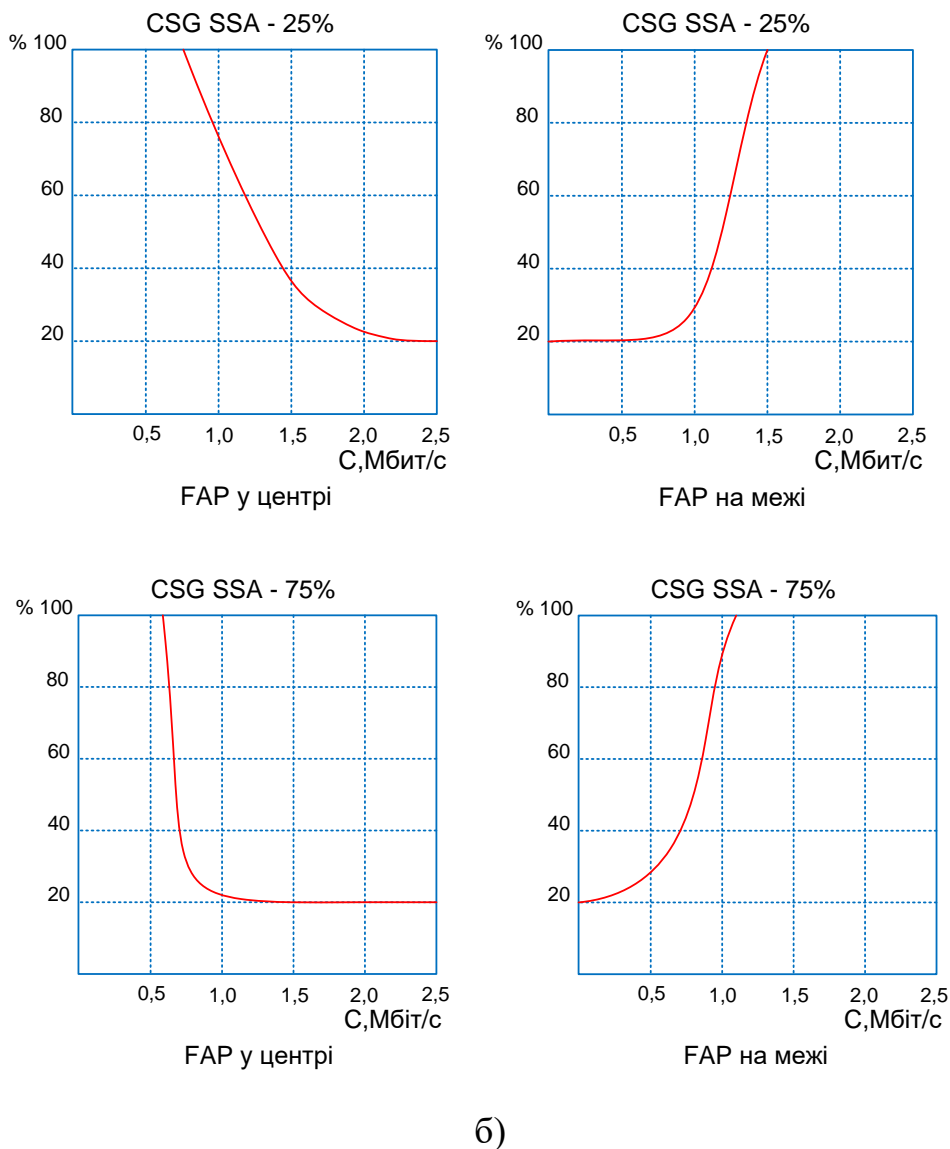 CSG SSA - 25%
% 100
80
60
40
20
0,5 1,0 1,5 2,0 2,5
С,Мбит/с
FAP у центрі
CSG SSA - 25%
% 100
80
60
40
20
0,5 1,0 1,5 2,0 2,5
С,Мбит/с
FAP на межі
CSG SSA - 75%
% 100
80
60
40
20
0,5 1,0 1,5 2,0 2,5
С,Мбіт/с
FAP у центрі
CSG SSA - 75%
% 100
80
60
40
20
0,5 1,0 1,5 2,0 2,5
С,Мбіт/с
FAP на межі
б)